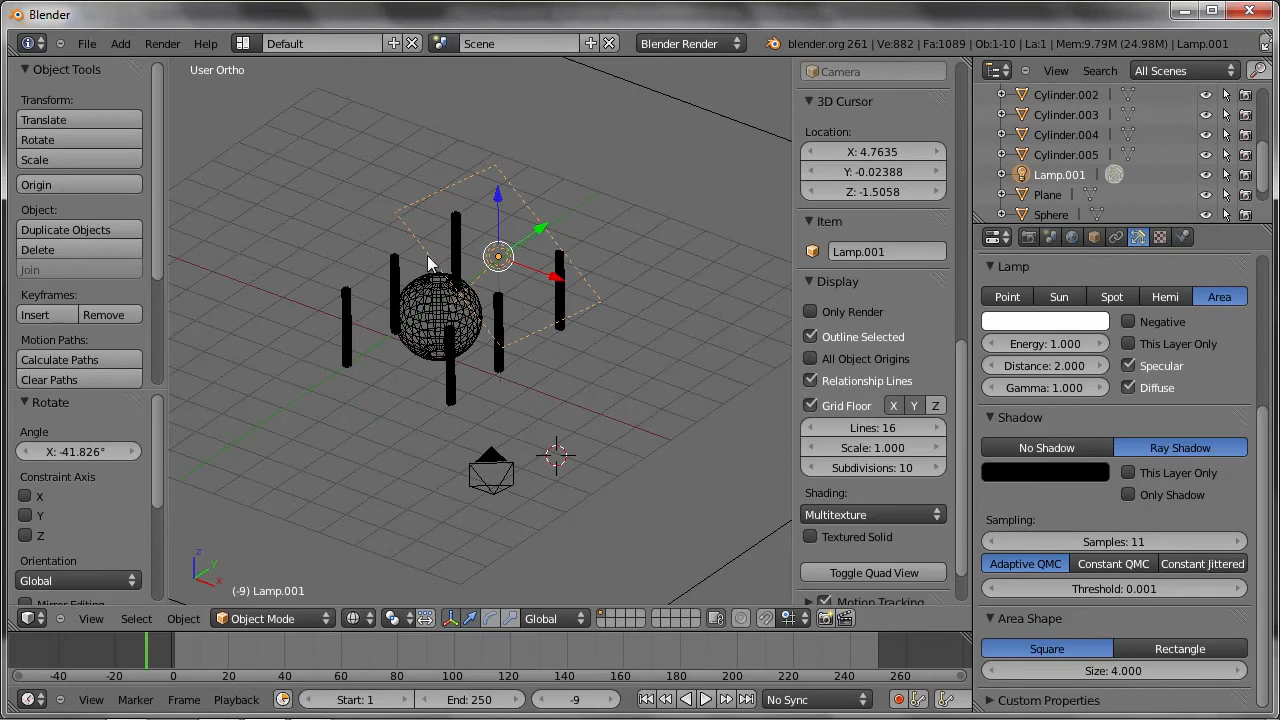 Blender
File Add Render Help Default Scene Blender Render blender.org 261 | Ve:882 | Fa:1089 | Ob:1-10 | La:1 | Mem:9.79M (24.98M) | Lamp.001
Object Tools
Transform:
Translate
Rotate
Scale
Origin
Object:
Duplicate Objects
Delete
Join
Keyframes:
Insert Remove
Motion Paths:
Calculate Paths
Clear Paths
Rotate
Angle
X: -41.826°
Constraint Axis
X
Y
Z
Orientation
Global
Mirror Editing
User Ortho
z
y
x
(-9) Lamp.001
Camera
3D Cursor
Location:
X: 4.7635
Y: -0.02388
Z: -1.5058
Item
Lamp.001
Display
Only Render
Outline Selected
All Object Origins
Relationship Lines
Grid Floor X Y Z
Lines: 16
Scale: 1.000
Subdivisions: 10
Shading:
Multitexture
Textured Solid
Toggle Quad View
Motion Tracking
View Search All Scenes
Cylinder.002
Cylinder.003
Cylinder.004
Cylinder.005
Lamp.001
Plane
Sphere
Lamp
Point Sun Spot Hemi Area
Negative
Energy: 1.000 This Layer Only
Distance: 2.000 Specular
Gamma: 1.000 Diffuse
Shadow
No Shadow Ray Shadow
This Layer Only
Only Shadow
Sampling:
Samples: 11
Adaptive QMC Constant QMC Constant Jittered
Threshold: 0.001
Area Shape
Square Rectangle
Size: 4.000
Custom Properties
View Select Object Object Mode Global
-40 -20 0 20 40 60 80 100 120 140 160 180 200 220 240 260
View Marker Frame Playback Start: 1 End: 250 -9 No Sync